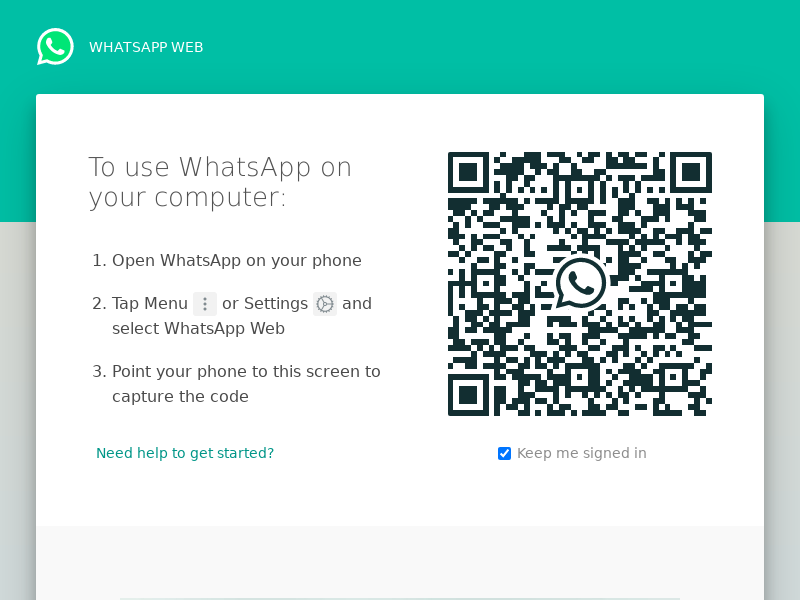 WHATSAPP WEB
To use WhatsApp on
your computer:
1. Open WhatsApp on your phone
2. Tap Menu or Settings and
select WhatsApp Web
3. Point your phone to this screen to
capture the code
Need help to get started?
Keep me signed in